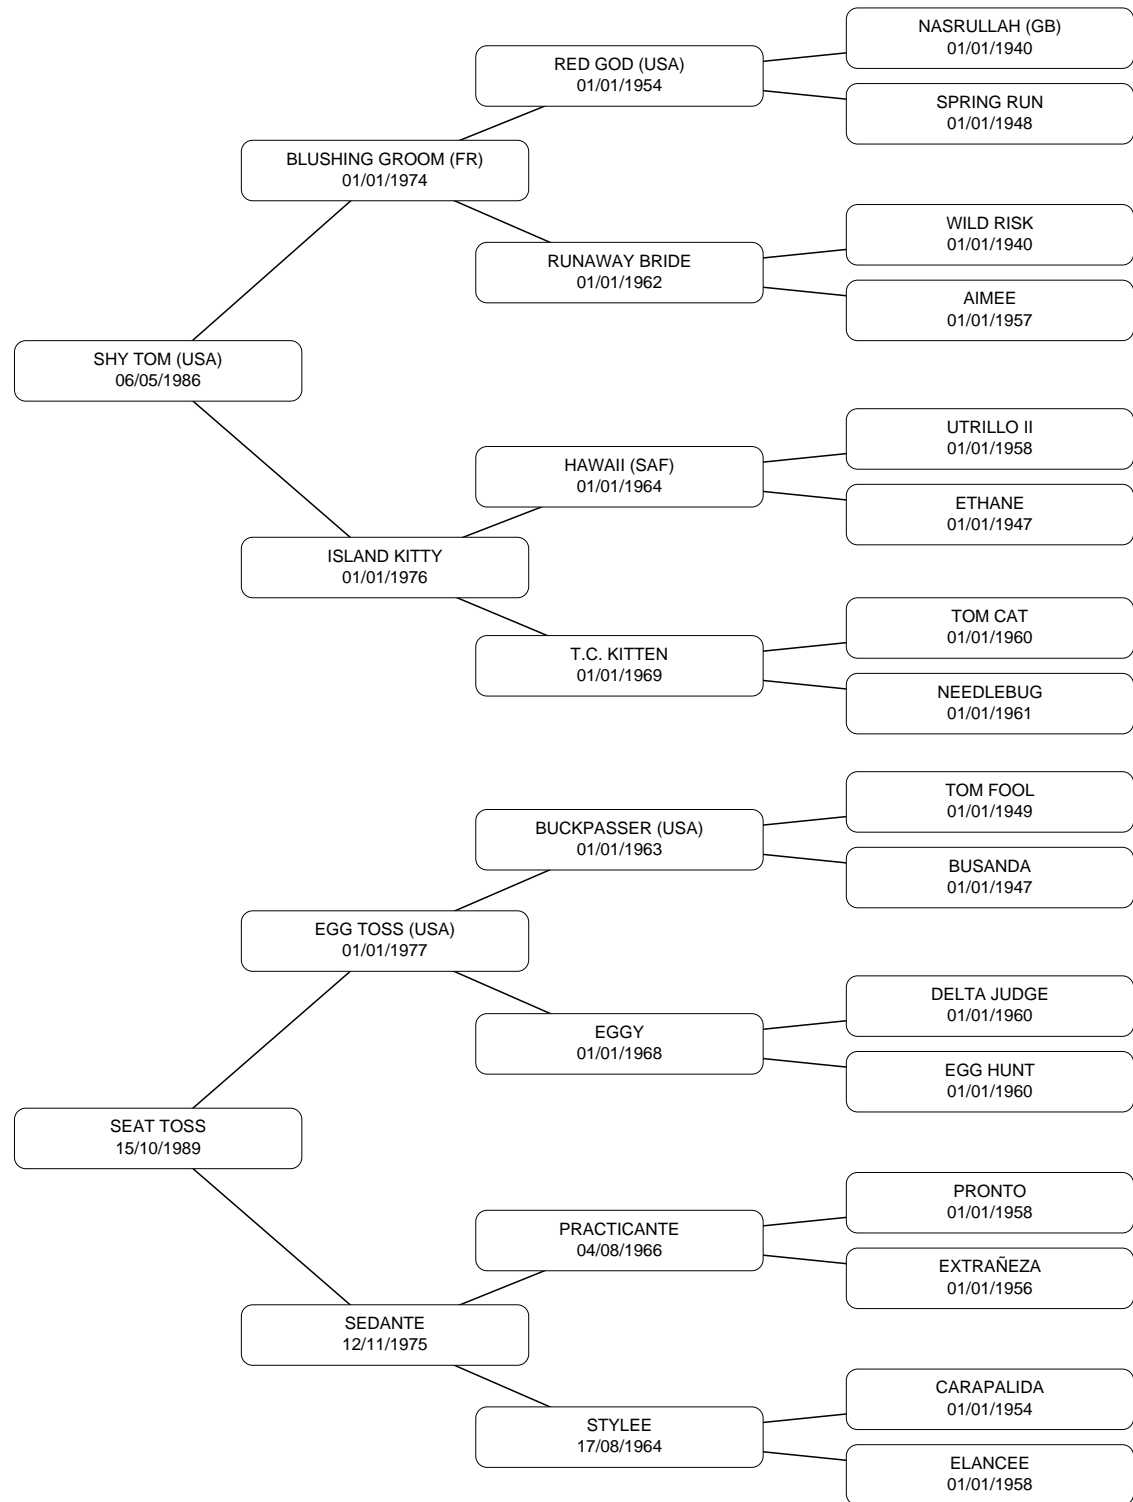 NASRULLAH (GB)
01/01/1940
RED GOD (USA)
01/01/1954
SPRING RUN
01/01/1948
BLUSHING GROOM (FR)
01/01/1974
WILD RISK
01/01/1940
RUNAWAY BRIDE
01/01/1962
AIMEE
01/01/1957
SHY TOM (USA)
06/05/1986
UTRILLO II
01/01/1958
HAWAII (SAF)
01/01/1964
ETHANE
01/01/1947
ISLAND KITTY
01/01/1976
TOM CAT
01/01/1960
T.C. KITTEN
01/01/1969
NEEDLEBUG
01/01/1961
TOM FOOL
01/01/1949
BUCKPASSER (USA)
01/01/1963
BUSANDA
01/01/1947
EGG TOSS (USA)
01/01/1977
DELTA JUDGE
01/01/1960
EGGY
01/01/1968
EGG HUNT
01/01/1960
SEAT TOSS
15/10/1989
PRONTO
01/01/1958
PRACTICANTE
04/08/1966
EXTRAÑEZA
01/01/1956
SEDANTE
12/11/1975
CARAPALIDA
01/01/1954
STYLEE
17/08/1964
ELANCEE
01/01/1958